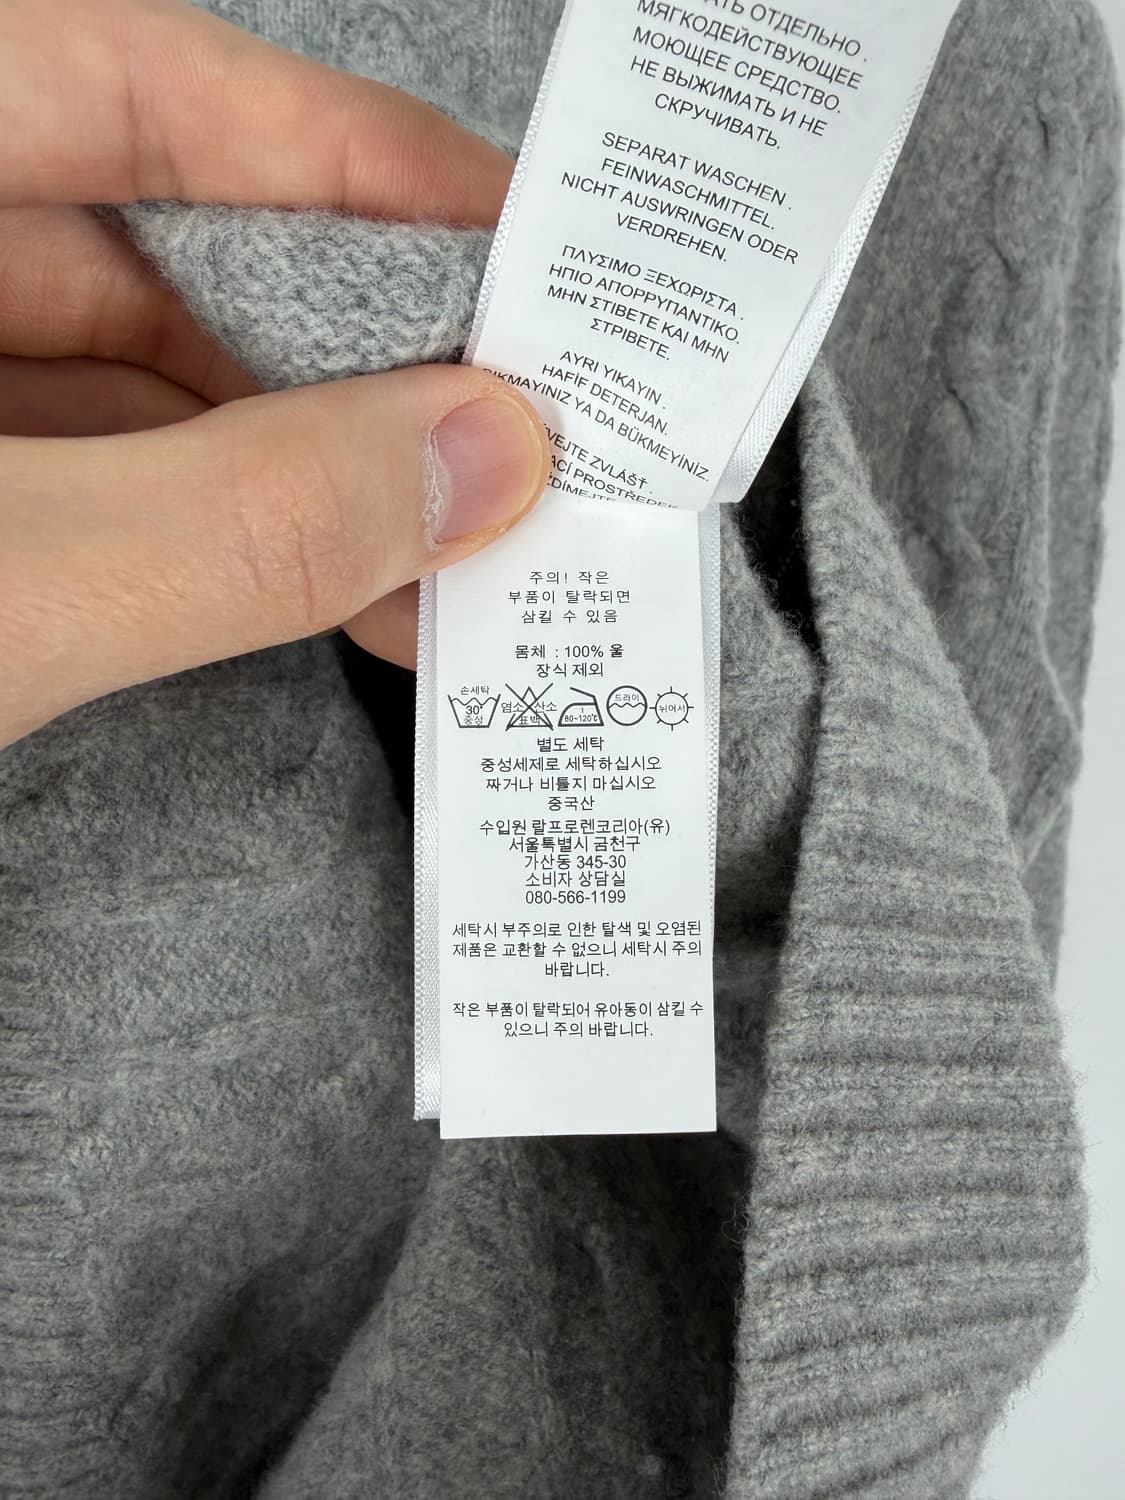 ОТДЕЛЬНО .
МЯГКОДЕЙСТВУЮЩЕЕ
МОЮЩЕЕ СРЕДСТВО.
НЕ ВЫЖИМАТЬ И НЕ
СКРУЧИВАТЬ.
SEPARAT WASCHEN .
FEINWASCHMITTEL.
NICHT AUSWRINGEN ODER
VERDREHEN.
ΠΛΥΣΙΜΟ ΞΕΧΩΡΙΣΤΑ .
ΗΠΙΟ ΑΠΟΡΡΥΠΑΝΤΙΚΟ.
ΜΗΝ ΣΤΙΒΕΤΕ ΚΑΙ ΜΗΝ
ΣΤΡΙΒΕΤΕ.
AYRI YIKAYIN .
HAFİF DETERJAN.
SIKMAYINIZ YA DA BÜKMEYİNİZ.
ZVLÁŠŤ .
PROSTŘEDEK
주의! 작은
부품이 탈락되면
삼킬 수 있음
몸체 : 100% 울
장식 제외
손세탁 30° 중성 염소 산소 표백 80~120°C 드라이 뉘어서
별도 세탁
중성세제로 세탁하십시오
짜거나 비틀지 마십시오
중국산
수입원 랄프로렌코리아(유)
서울특별시 금천구
가산동 345-30
소비자 상담실
080-566-1199
세탁시 부주의로 인한 탈색 및 오염된
제품은 교환할 수 없으니 세탁시 주의
바랍니다.
작은 부품이 탈락되어 유아동이 삼킬 수
있으니 주의 바랍니다.